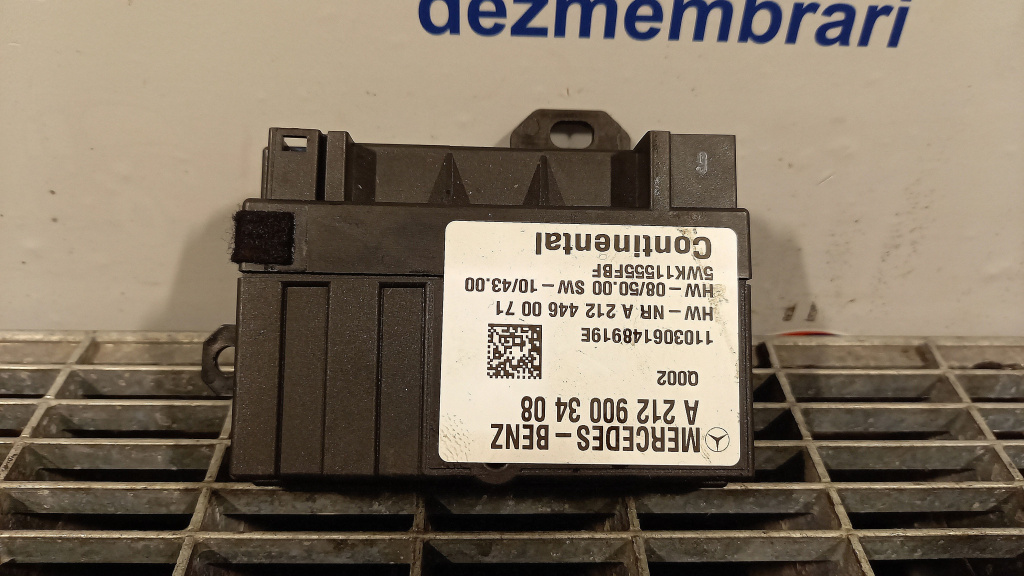 dezmembrari
MERCEDES-BENZ
A 212 900 34 08
Q002
110306148919E
HW-NR A 212 446 00 71
HW-08/50.00 SW-10/43.00
5WK11555FBF
Continental